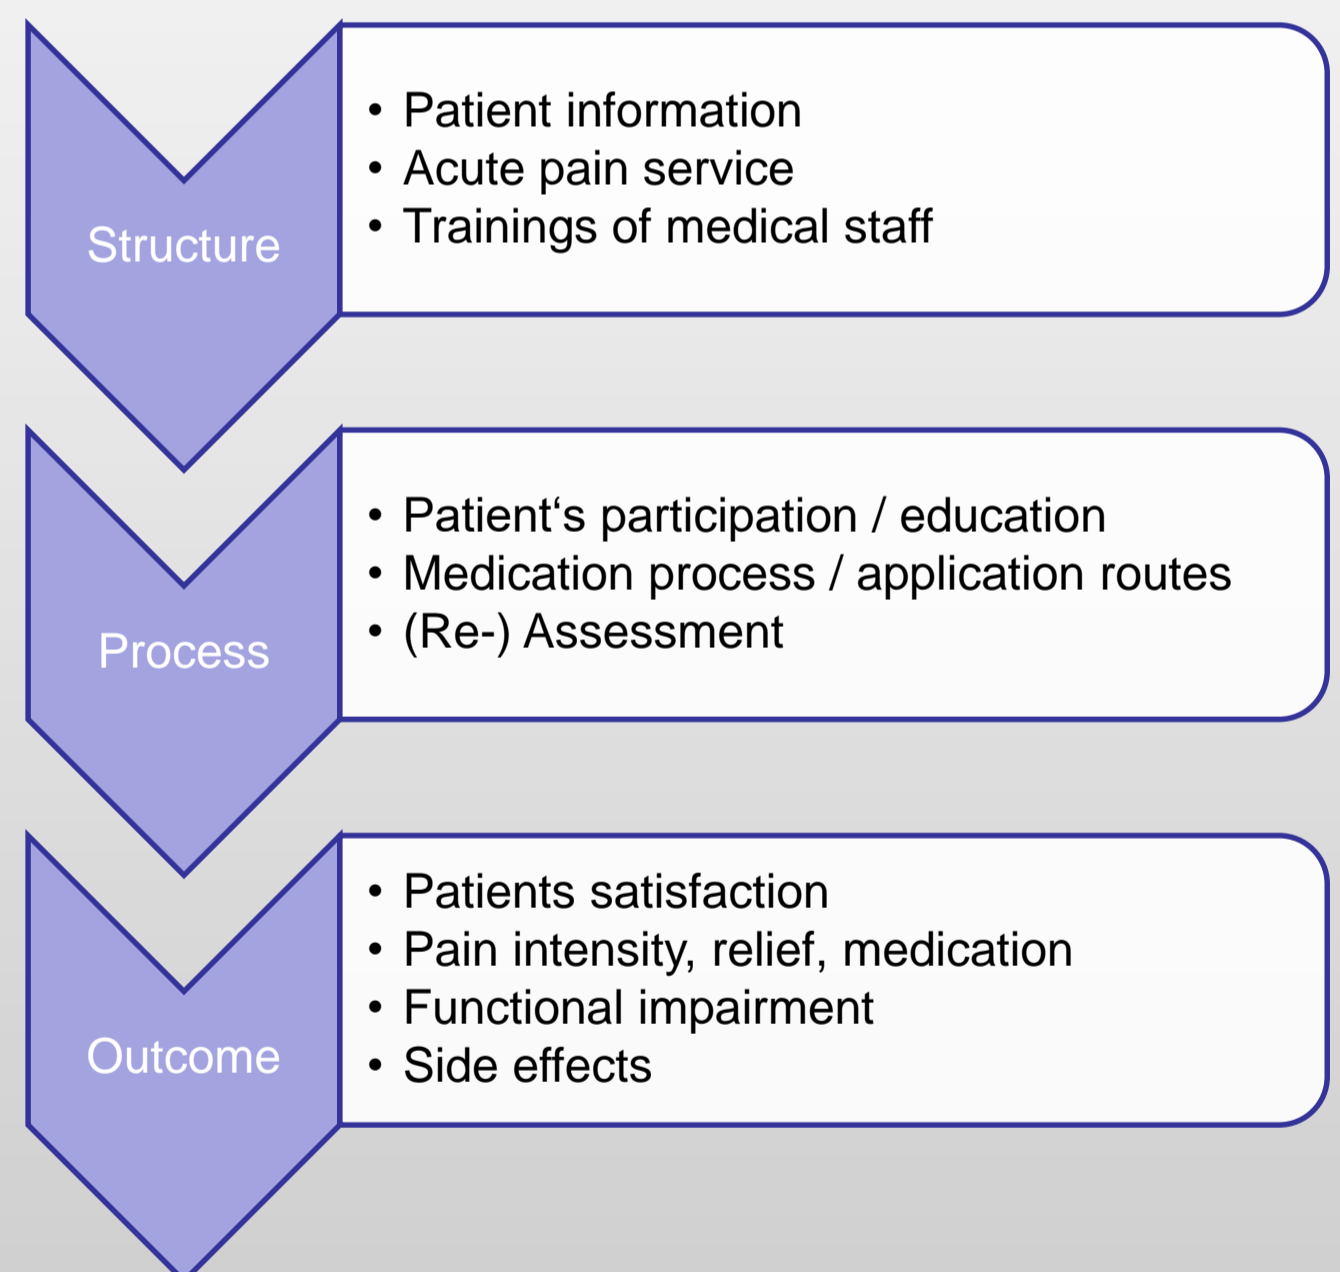 Structure
• Patient information
• Acute pain service
• Trainings of medical staff
Process
• Patient‘s participation / education
• Medication process / application routes
• (Re-) Assessment
Outcome
• Patients satisfaction
• Pain intensity, relief, medication
• Functional impairment
• Side effects